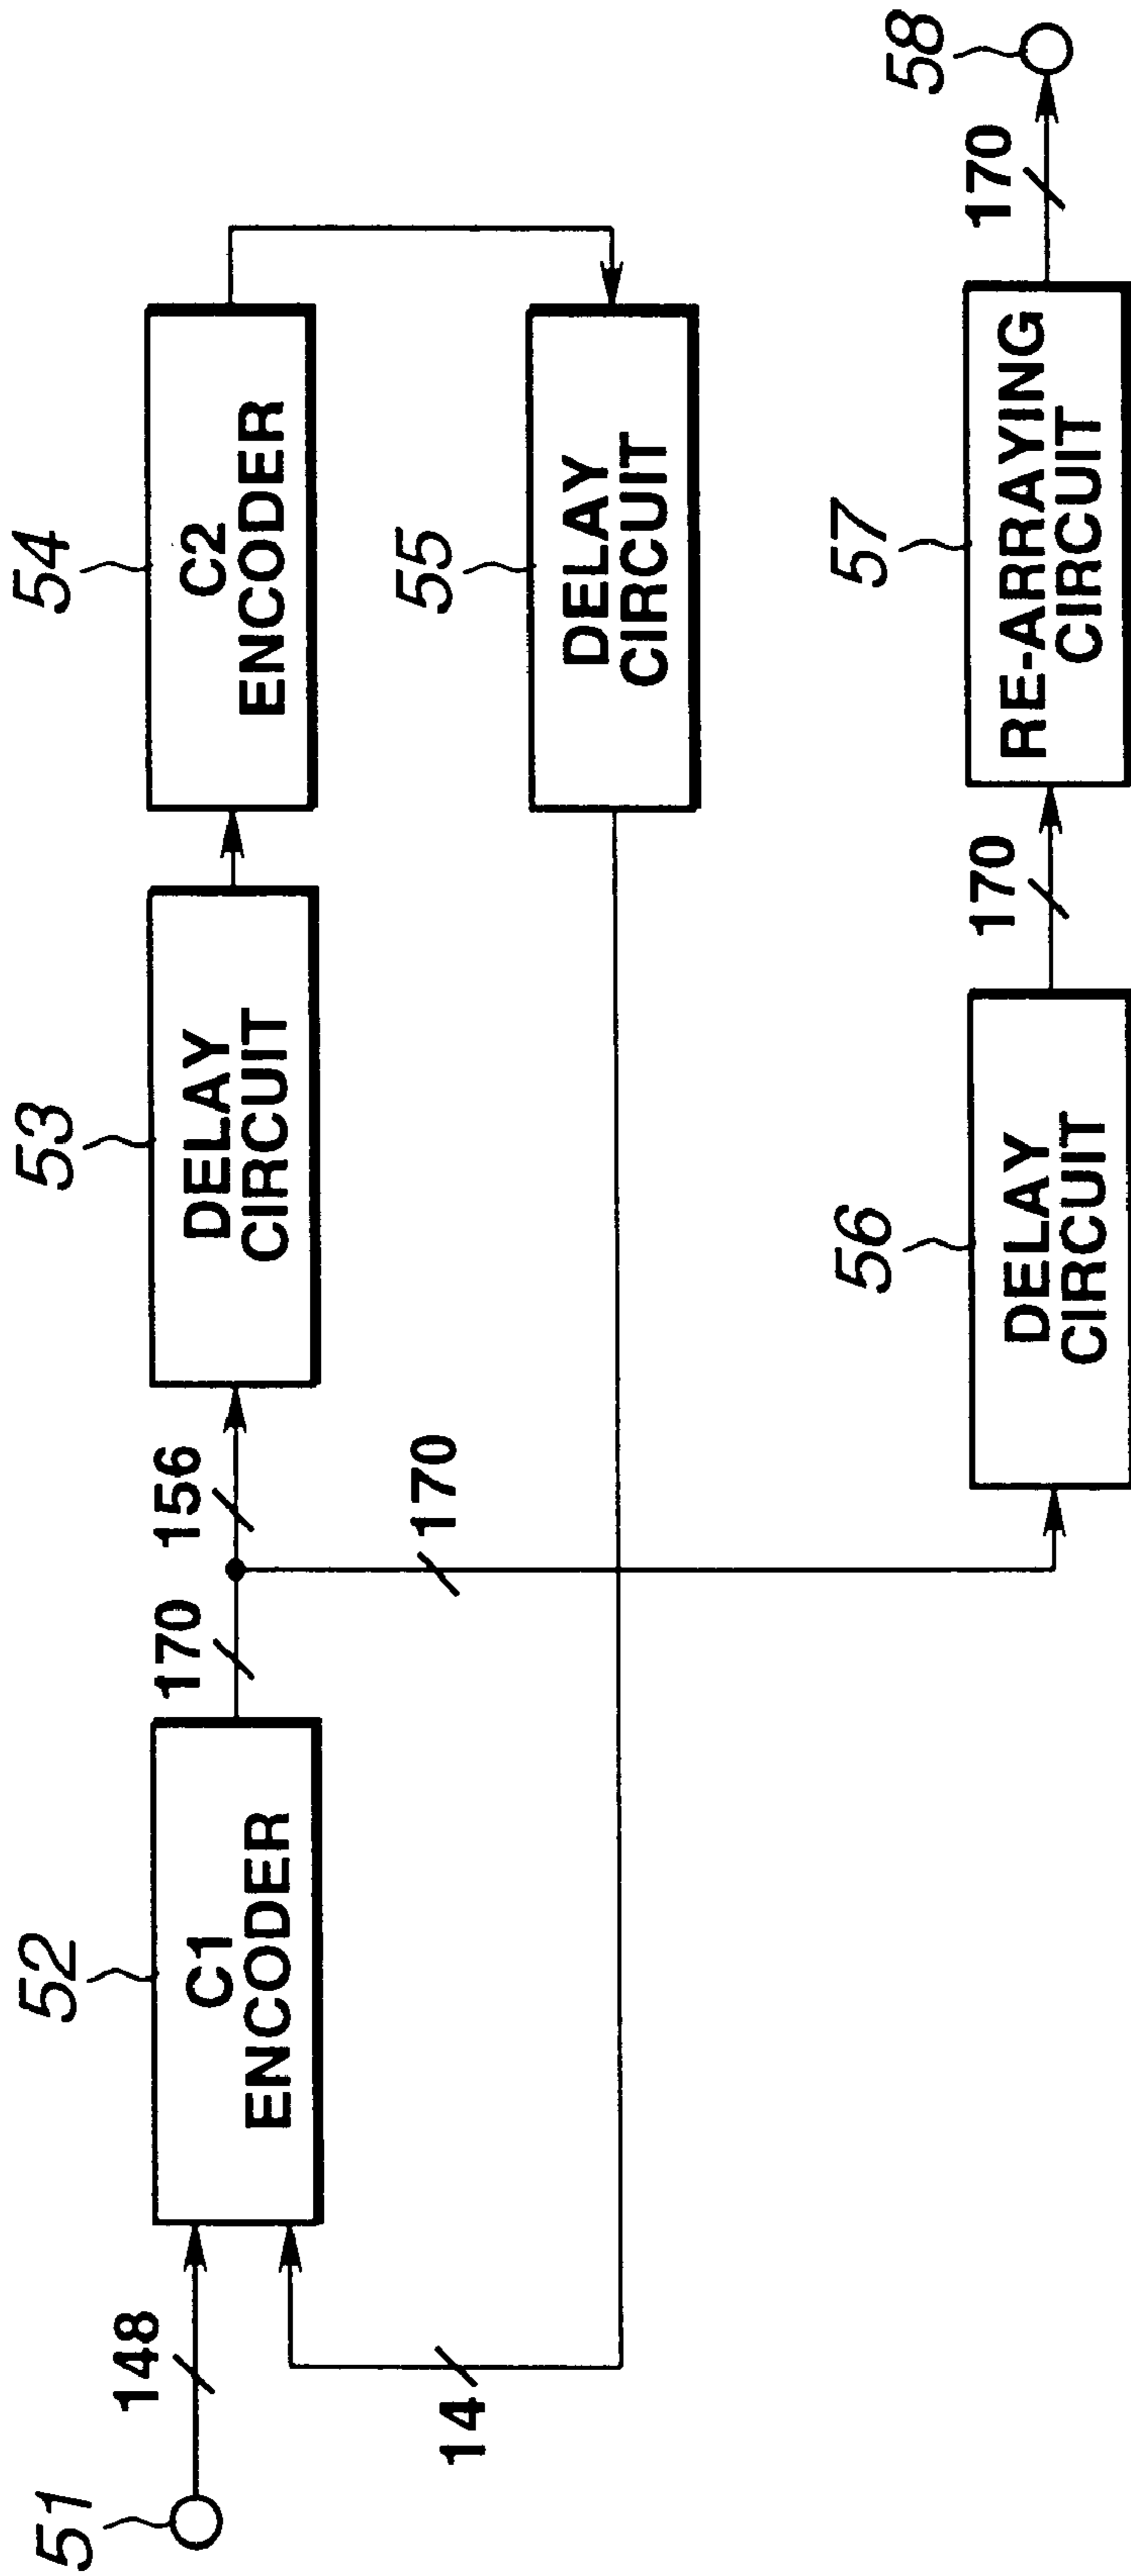 51
148
52
C1
ENCODER
170
156
53
DELAY
CIRCUIT
54
C2
ENCODER
14
170
55
DELAY
CIRCUIT
56
DELAY
CIRCUIT
170
57
RE-ARRAYING
CIRCUIT
170
58